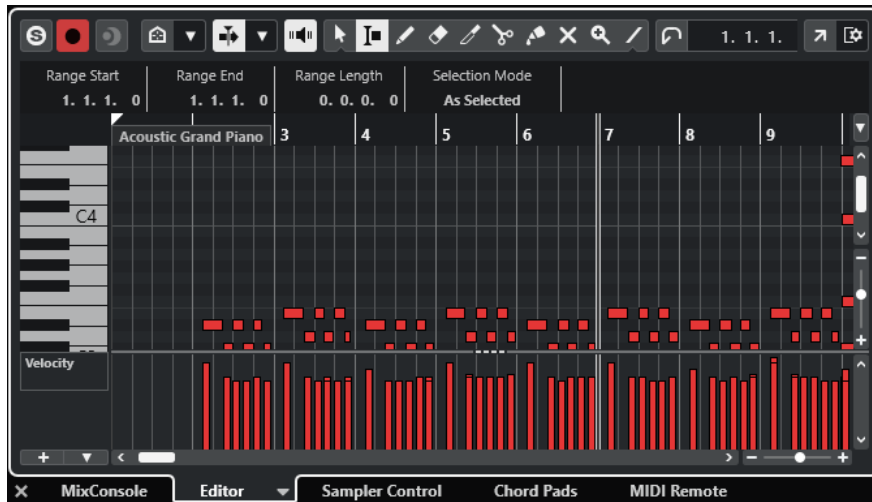 S 1. 1. 1.
Range Start Range End Range Length Selection Mode
1. 1. 1. 0 1. 1. 1. 0 0. 0. 0. 0 As Selected
Acoustic Grand Piano 3 4 5 6 7 8 9
C4
Velocity
MixConsole Editor Sampler Control Chord Pads MIDI Remote